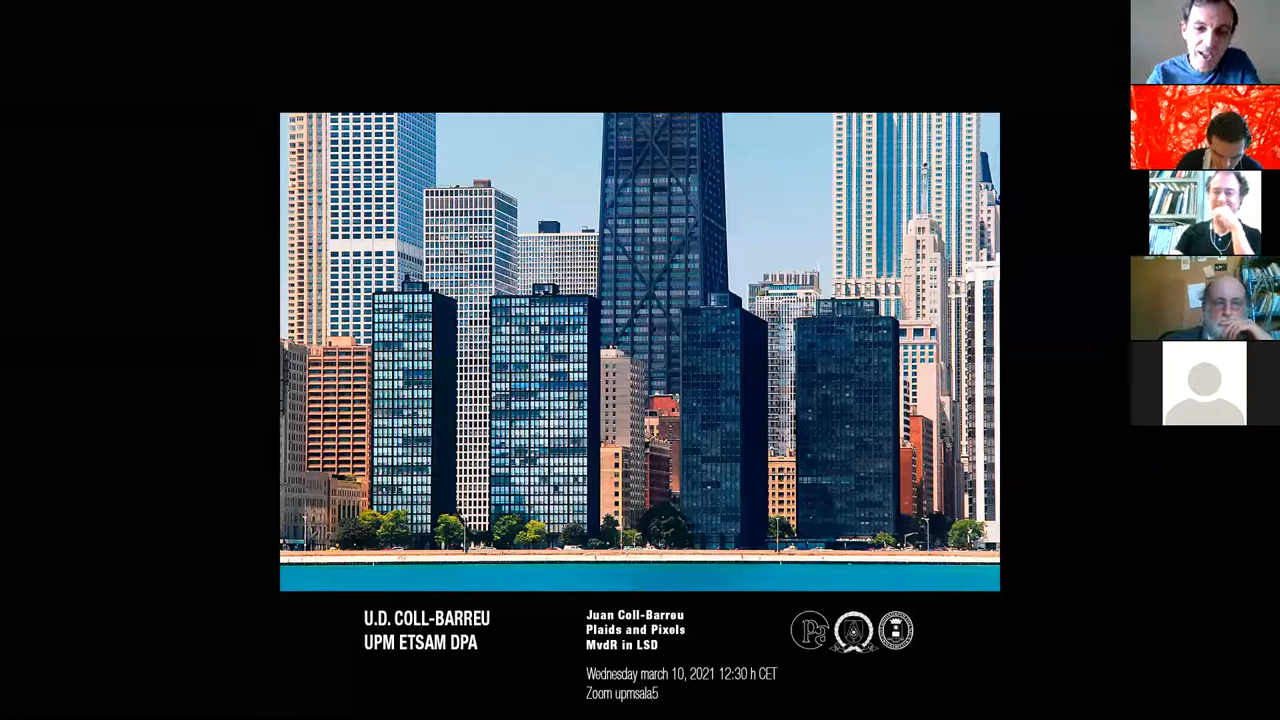 U.D. COLL-BARREU
UPM ETSAM DPA
Juan Coll-Barreu
Plaids and Pixels
MvdR in LSD
Wednesday march 10, 2021 12:30 h CET
Zoom upmsala5